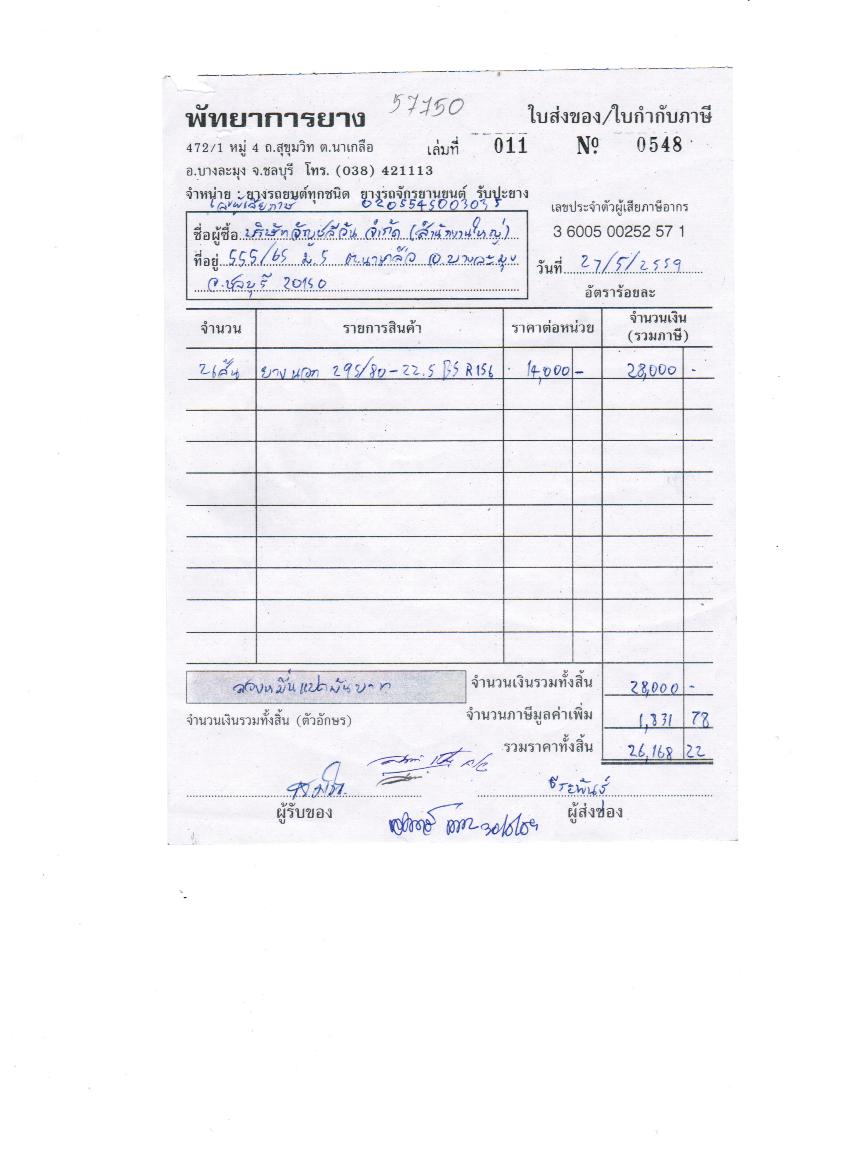 57750
พัทยาการยาง ใบส่งของ/ใบกำกับภาษี
472/1 หมู่ 4 ถ.สุขุมวิท ต.นาเกลือ เล่มที่ 011 Nº 0548
อ.บางละมุง จ.ชลบุรี โทร. (038) 421113
จำหน่าย : ยางรถยนต์ทุกชนิด ยางรถจักรยานยนต์ รับปะยาง
เลขผู้เสียภาษี 0205545003035
เลขประจำตัวผู้เสียภาษีอากร
3 6005 00252 57 1
ชื่อผู้ซื้อ บริษัท จำกัด (สำนักงานใหญ่)
ที่อยู่ 555/65 ม.5 ต.นาเกลือ อ.บางละมุง
จ.ชลบุรี 20150
วันที่ 27/5/2559
อัตราร้อยละ
จำนวน รายการสินค้า ราคาต่อหน่วย จำนวนเงิน (รวมภาษี)
2 เส้น ยางนอก 295/80-22.5 BS R156 14,000 - 28,000 -
สองหมื่นแปดพันบาท จำนวนเงินรวมทั้งสิ้น 28,000 -
จำนวนเงินรวมทั้งสิ้น (ตัวอักษร) จำนวนภาษีมูลค่าเพิ่ม 1,831 78
รวมราคาทั้งสิ้น 26,168 22
ธีระพันธ์
ผู้รับของ ผู้ส่งของ